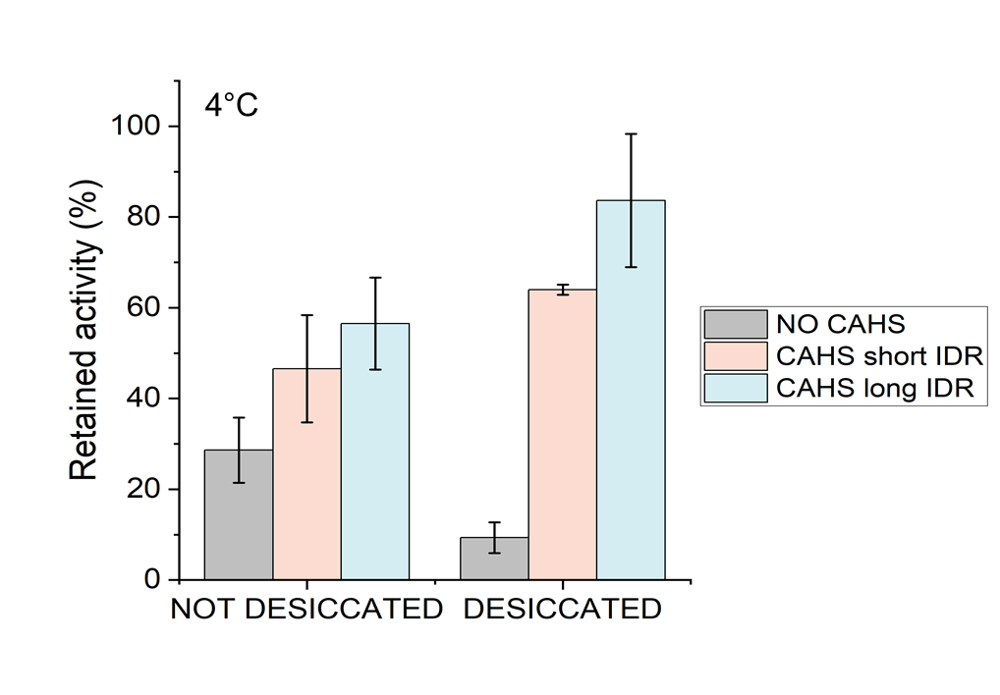 4°C
Retained activity (%)
100
80
60
40
20
0
NOT DESICCATED
DESICCATED
NO CAHS
CAHS short IDR
CAHS long IDR